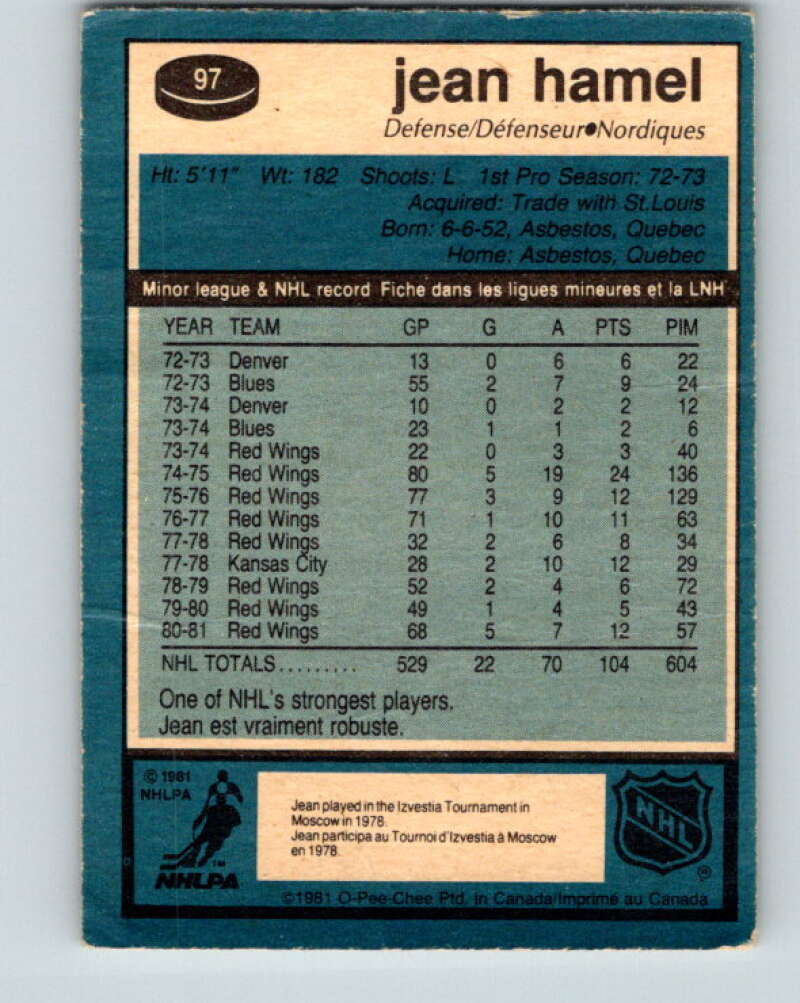 97
jean hamel
Defense/Défenseur●Nordiques
Ht: 5'11" Wt: 182 Shoots: L 1st Pro Season: 72-73
Acquired: Trade with St.Louis
Born: 6-6-52, Asbestos, Quebec
Home: Asbestos, Quebec
Minor league & NHL record Fiche dans les ligues mineures et la LNH
YEAR TEAM GP G A PTS PIM
72-73 Denver 13 0 6 6 22
72-73 Blues 55 2 7 9 24
73-74 Denver 10 0 2 2 12
73-74 Blues 23 1 1 2 6
73-74 Red Wings 22 0 3 3 40
74-75 Red Wings 80 5 19 24 136
75-76 Red Wings 77 3 9 12 129
76-77 Red Wings 71 1 10 11 63
77-78 Red Wings 32 2 6 8 34
77-78 Kansas City 28 2 10 12 29
78-79 Red Wings 52 2 4 6 72
79-80 Red Wings 49 1 4 5 43
80-81 Red Wings 68 5 7 12 57
NHL TOTALS......... 529 22 70 104 604
One of NHL's strongest players.
Jean est vraiment robuste.
© 1981
NHLPA
Jean played in the Izvestia Tournament in
Moscow in 1978.
Jean participa au Tournoi d'Izvestia à Moscow
en 1978.
TM
NHLPA
NHL
®
©1981 O-Pee-Chee Ptd. in Canada/Imprimé au Canada